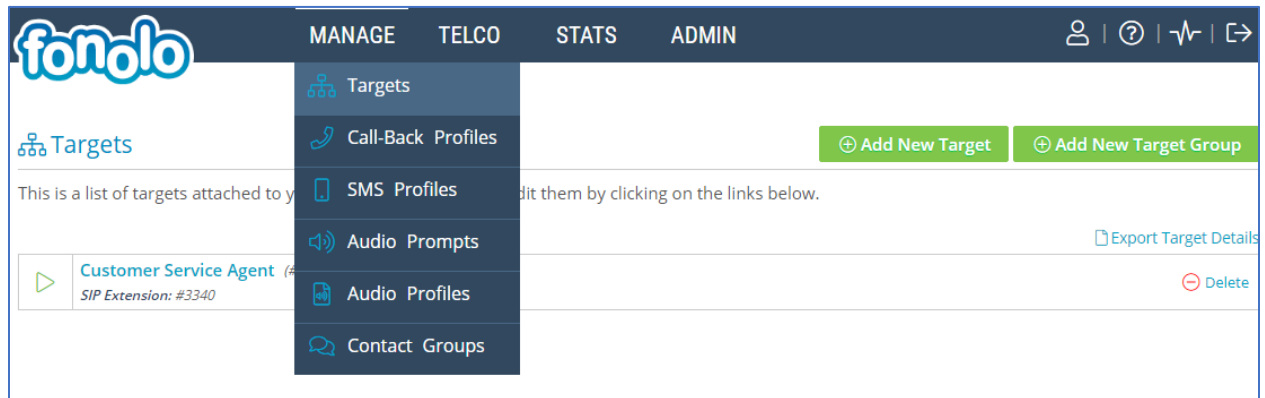 fonolo
MANAGE TELCO STATS ADMIN
Targets
Call-Back Profiles
SMS Profiles
Audio Prompts
Audio Profiles
Contact Groups
Targets
Add New Target Add New Target Group
This is a list of targets attached to y dit them by clicking on the links below.
Export Target Details
Customer Service Agent (#
SIP Extension: #3340
Delete